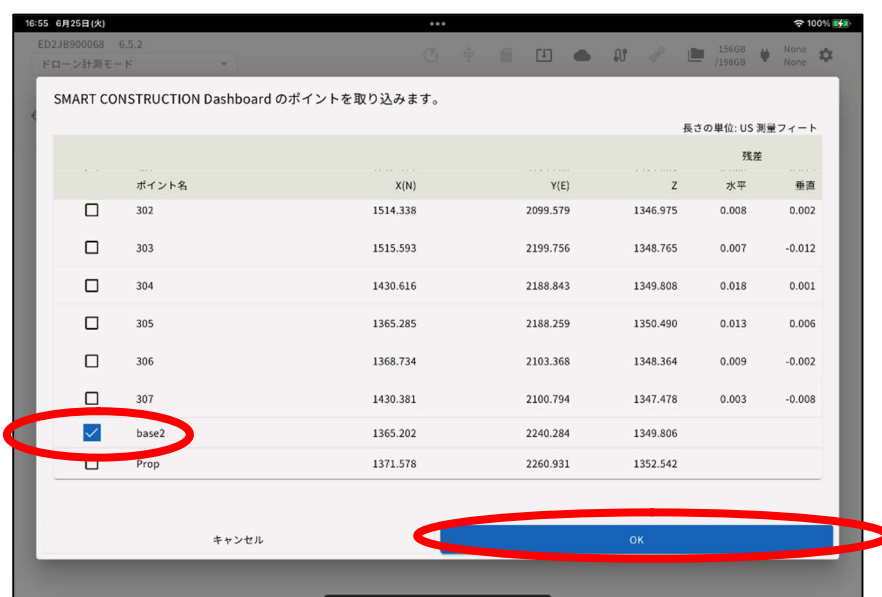 16:55 6月25日(火) 100%
ED2JB900068 6.5.2 156GB None
ドローン計測モード /198GB None
SMART CONSTRUCTION Dashboard のポイントを取り込みます。
長さの単位: US 測量フィート
残差
ポイント名 X(N) Y(E) Z 水平 垂直
302 1514.338 2099.579 1346.975 0.008 0.002
303 1515.593 2199.756 1348.765 0.007 -0.012
304 1430.616 2188.843 1349.808 0.018 0.001
305 1365.285 2188.259 1350.490 0.013 0.006
306 1368.734 2103.368 1348.364 0.009 -0.002
307 1430.381 2100.794 1347.478 0.003 -0.008
base2 1365.202 2240.284 1349.806
Prop 1371.578 2260.931 1352.542
キャンセル OK